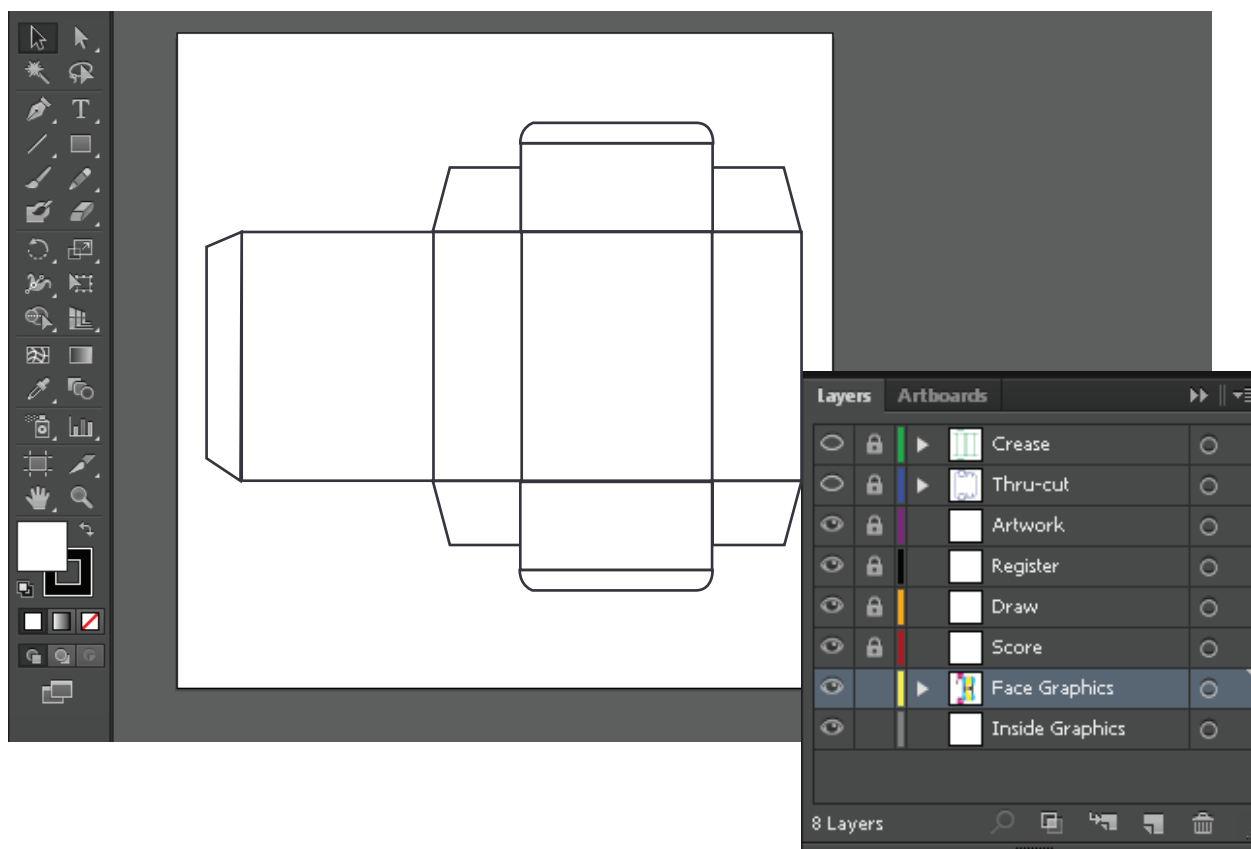 T
Layers Artboards
Crease
Thru-cut
Artwork
Register
Draw
Score
Face Graphics
Inside Graphics
8 Layers